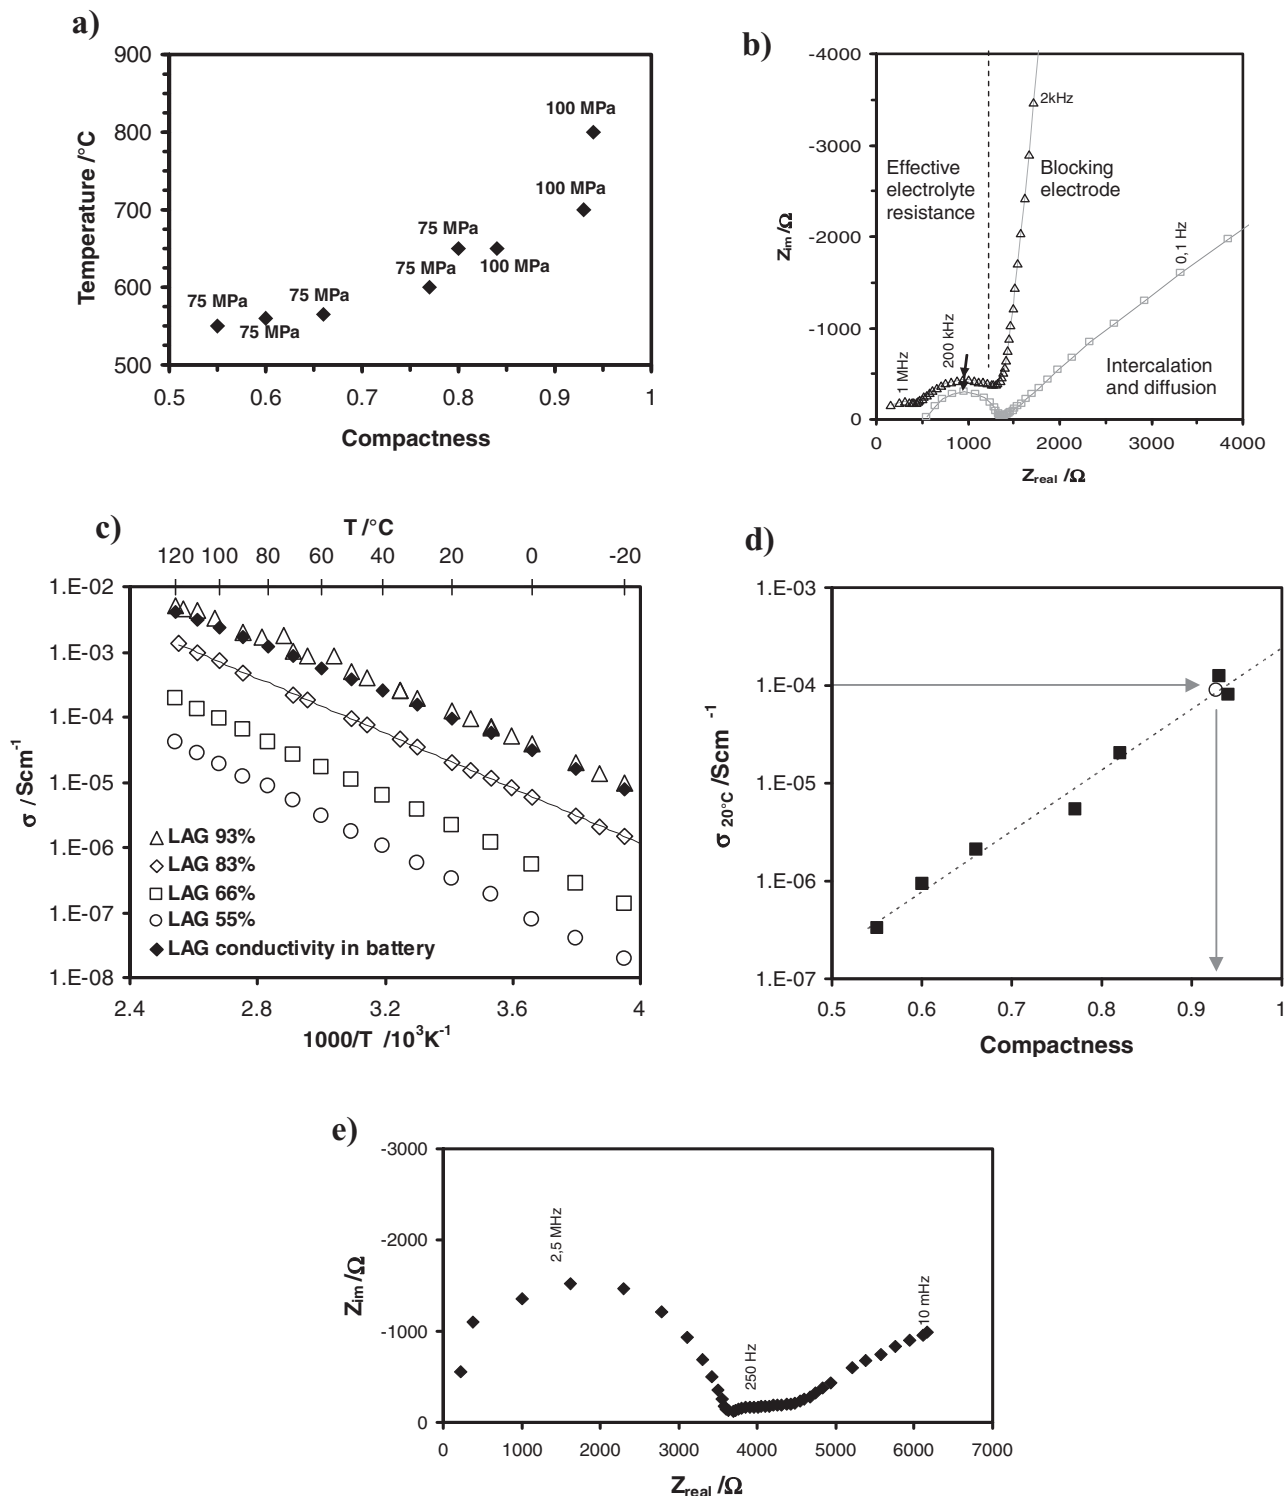 a)
900
800
700
600
500
Temperature /°C
100 MPa
100 MPa
75 MPa
100 MPa
75 MPa
75 MPa
75 MPa
75 MPa
0.5
0.6
0.7
0.8
0.9
1
Compactness
b)
-4000
-3000
-2000
-1000
0
Zim/Ω
2kHz
Effective
electrolyte
resistance
Blocking
electrode
0,1 Hz
200 kHz
1 MHz
Intercalation
and diffusion
0
1000
2000
3000
4000
Zreal /Ω
c)
T /°C
120
100
80
60
40
20
0
-20
1.E-02
1.E-03
1.E-04
1.E-05
1.E-06
1.E-07
1.E-08
σ / Scm-1
LAG 93%
LAG 83%
LAG 66%
LAG 55%
LAG conductivity in battery
2.4
2.8
3.2
3.6
4
1000/T /10³K-1
d)
1.E-03
1.E-04
1.E-05
1.E-06
1.E-07
σ 20°C /Scm-1
0.5
0.6
0.7
0.8
0.9
1
Compactness
e)
-3000
-2000
-1000
0
Zim /Ω
2,5 MHz
250 Hz
10 mHz
0
1000
2000
3000
4000
5000
6000
7000
Zreal /Ω